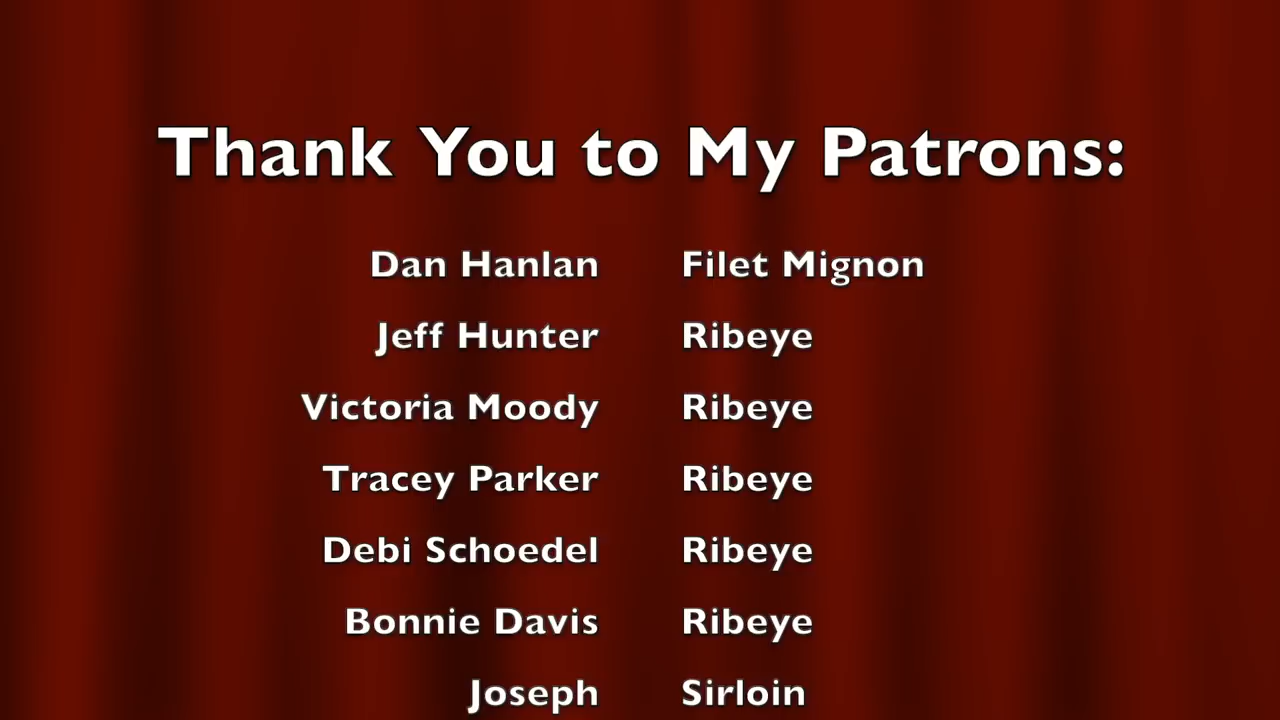 Thank You to My Patrons:
Dan Hanlan Filet Mignon
Jeff Hunter Ribeye
Victoria Moody Ribeye
Tracey Parker Ribeye
Debi Schoedel Ribeye
Bonnie Davis Ribeye
Joseph Sirloin